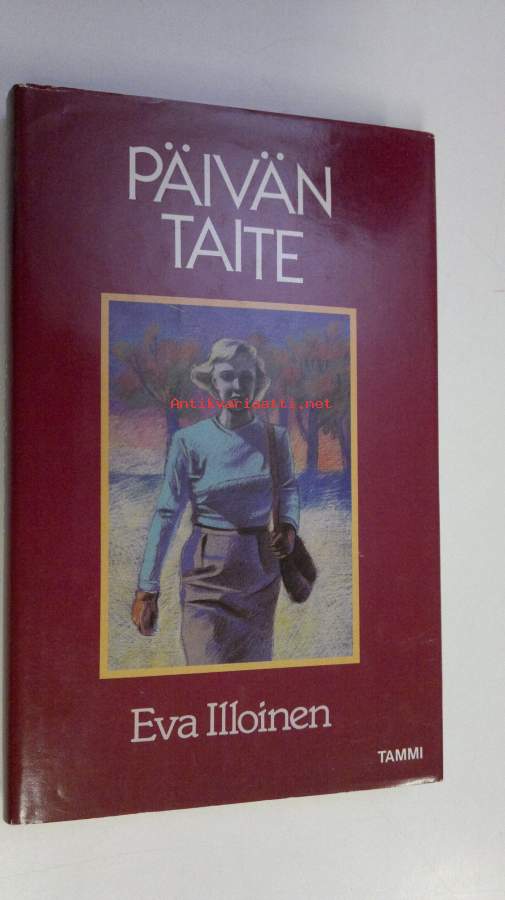 PÄIVÄN
TAITE
Antikvariaatti.net
Eva Illoinen
TAMMI